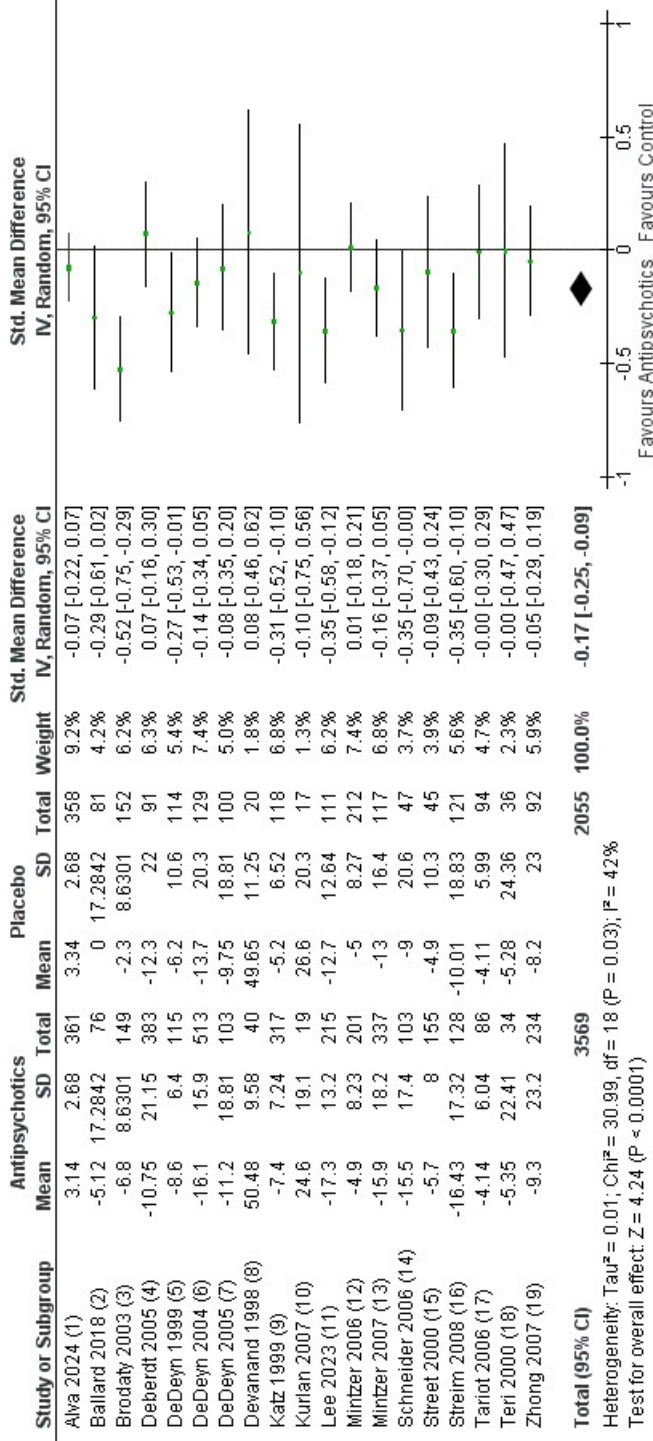 Antipsychotics Placebo Std. Mean Difference Std. Mean Difference
Study or Subgroup Mean SD Total Mean SD Total Weight IV, Random, 95% CI IV, Random, 95% CI
Alva 2024 (1) 3.14 2.68 361 3.34 2.68 358 9.2% -0.07 [-0.22, 0.07]
Ballard 2018 (2) -5.12 17.2842 76 0 17.2842 81 4.2% -0.29 [-0.61, 0.02]
Brodaty 2003 (3) -6.8 8.6301 149 -2.3 8.6301 152 6.2% -0.52 [-0.75, -0.29]
Deberdt 2005 (4) -10.75 21.15 383 -12.3 22 91 6.3% 0.07 [-0.16, 0.30]
DeDeyn 1999 (5) -8.6 6.4 115 -6.2 10.6 114 5.4% -0.27 [-0.53, -0.01]
DeDeyn 2004 (6) -16.1 15.9 513 -13.7 20.3 129 7.4% -0.14 [-0.34, 0.05]
DeDeyn 2005 (7) -11.2 18.81 103 -9.75 18.81 100 5.0% -0.08 [-0.35, 0.20]
Devanand 1998 (8) 50.48 9.58 40 49.65 11.25 20 1.8% 0.08 [-0.46, 0.62]
Katz 1999 (9) -7.4 7.24 317 -5.2 6.52 118 6.8% -0.31 [-0.52, -0.10]
Kurlan 2007 (10) 24.6 19.1 19 26.6 20.3 17 1.3% -0.10 [-0.75, 0.56]
Lee 2023 (11) -17.3 13.2 215 -12.7 12.64 111 6.2% -0.35 [-0.58, -0.12]
Mintzer 2006 (12) -4.9 8.23 201 -5 8.27 212 7.4% 0.01 [-0.18, 0.21]
Mintzer 2007 (13) -15.9 18.2 337 -13 16.4 117 6.8% -0.16 [-0.37, 0.05]
Schneider 2006 (14) -15.5 17.4 103 -9 20.6 47 3.7% -0.35 [-0.70, -0.00]
Street 2000 (15) -5.7 8 155 -4.9 10.3 45 3.9% -0.09 [-0.43, 0.24]
Streim 2008 (16) -16.43 17.32 128 -10.01 18.83 121 5.6% -0.35 [-0.60, -0.10]
Tariot 2006 (17) -4.14 6.04 86 -4.11 5.99 94 4.7% -0.00 [-0.30, 0.29]
Teri 2000 (18) -5.35 22.41 34 -5.28 24.36 36 2.3% -0.00 [-0.47, 0.47]
Zhong 2007 (19) -9.3 23.2 234 -8.2 23 92 5.9% -0.05 [-0.29, 0.19]
Total (95% CI) 3569 2055 100.0% -0.17 [-0.25, -0.09]
Heterogeneity: Tau² = 0.01; Chi² = 30.99, df = 18 (P = 0.03); I² = 42%
Test for overall effect: Z = 4.24 (P < 0.0001)
-1 -0.5 0 0.5 1
Favours Antipsychotics Favours Control